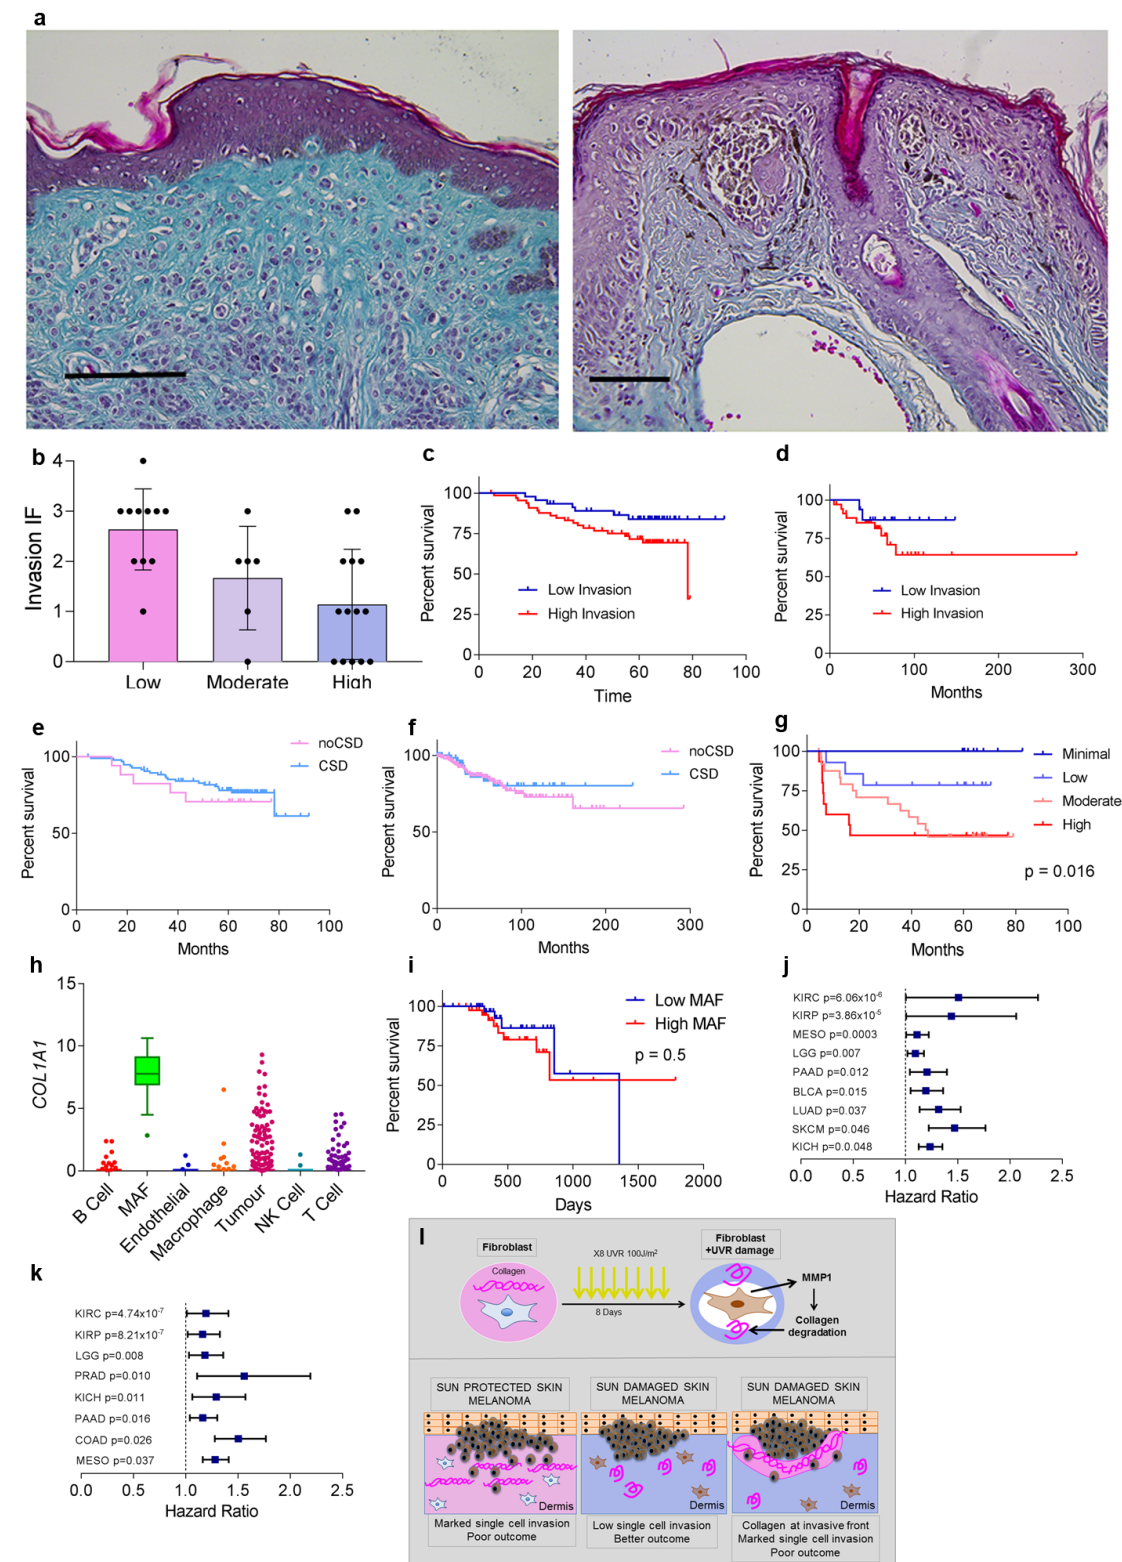 a
b
4
3
2
1
0
Invasion IF
Low
Moderate
High
c
100
75
50
25
0
Percent survival
Low Invasion
High Invasion
0
20
40
60
80
100
Time
d
100
75
50
25
0
Percent survival
Low Invasion
High Invasion
0
100
200
300
Months
e
100
50
0
Percent survival
noCSD
CSD
0
20
40
60
80
100
Months
f
100
50
0
Percent survival
noCSD
CSD
0
100
200
300
Months
g
100
75
50
25
0
Percent survival
Minimal
Low
Moderate
High
p = 0.016
0
20
40
60
80
100
Months
h
15
10
5
0
COL1A1
B Cell
MAF
Endothelial
Macrophage
Tumour
NK Cell
T Cell
i
100
75
50
25
0
Percent survival
Low MAF
High MAF
p = 0.5
0
500
1000
1500
2000
Days
j
KIRC p=6.06x10-6
KIRP p=3.86x10-5
MESO p=0.0003
LGG p=0.007
PAAD p=0.012
BLCA p=0.015
LUAD p=0.037
SKCM p=0.046
KICH p=0.0.048
0.0
0.5
1.0
1.5
2.0
2.5
Hazard Ratio
k
KIRC p=4.74x10-7
KIRP p=8.21x10-7
LGG p=0.008
PRAD p=0.010
KICH p=0.011
PAAD p=0.016
COAD p=0.026
MESO p=0.037
0.0
0.5
1.0
1.5
2.0
2.5
Hazard Ratio
l
Fibroblast
Collagen
X8 UVR 100J/m2
8 Days
Fibroblast
+UVR damage
MMP1
Collagen
degradation
SUN PROTECTED SKIN
MELANOMA
Dermis
Marked single cell invasion
Poor outcome
SUN DAMAGED SKIN
MELANOMA
Dermis
Low single cell invasion
Better outcome
SUN DAMAGED SKIN
MELANOMA
Dermis
Collagen at invasive front
Marked single cell invasion
Poor outcome